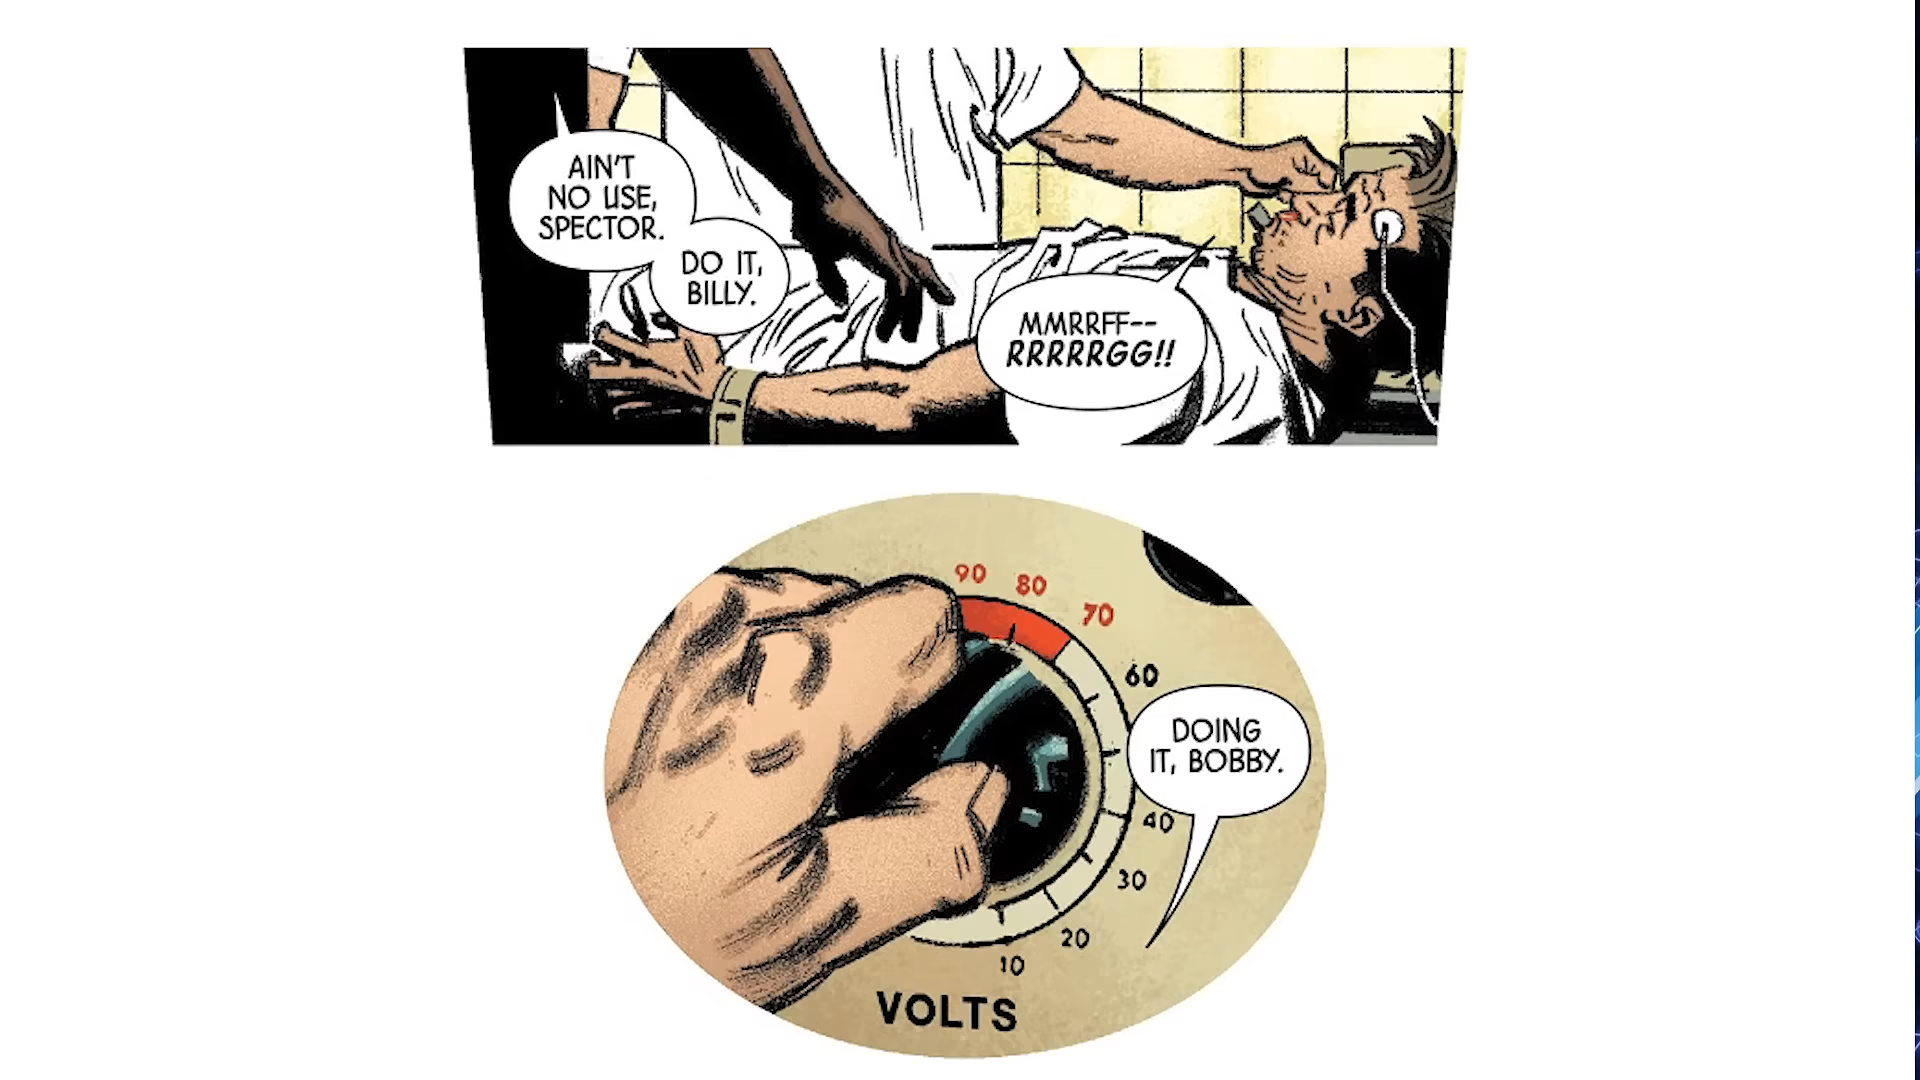 AIN'T
NO USE,
SPECTOR.
DO IT,
BILLY.
MMRRFF--
RRRRRGG!!
90
80
70
60
DOING
IT, BOBBY.
40
30
20
10
VOLTS